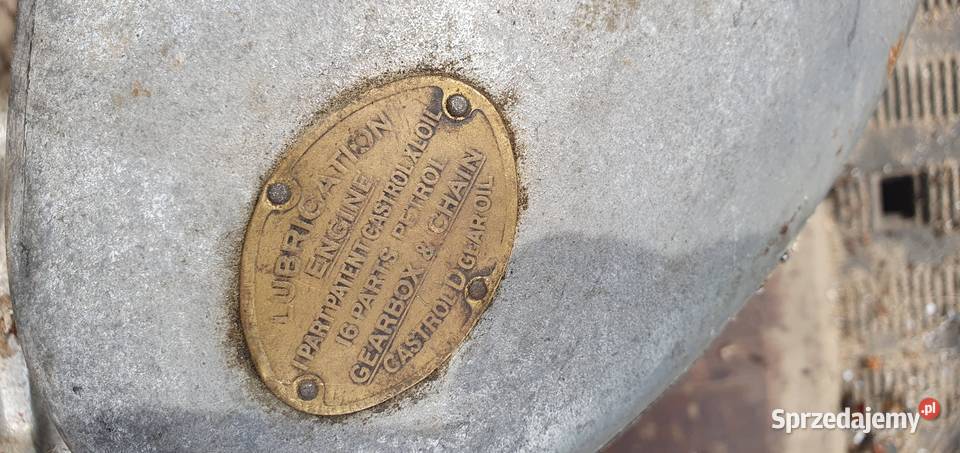 LUBRICATION
ENGINE
1 PART PATENT CASTROL XL OIL
16 PARTS PETROL
GEARBOX & CHAIN
CASTROL D GEAR OIL
Sprzedajemy.pl